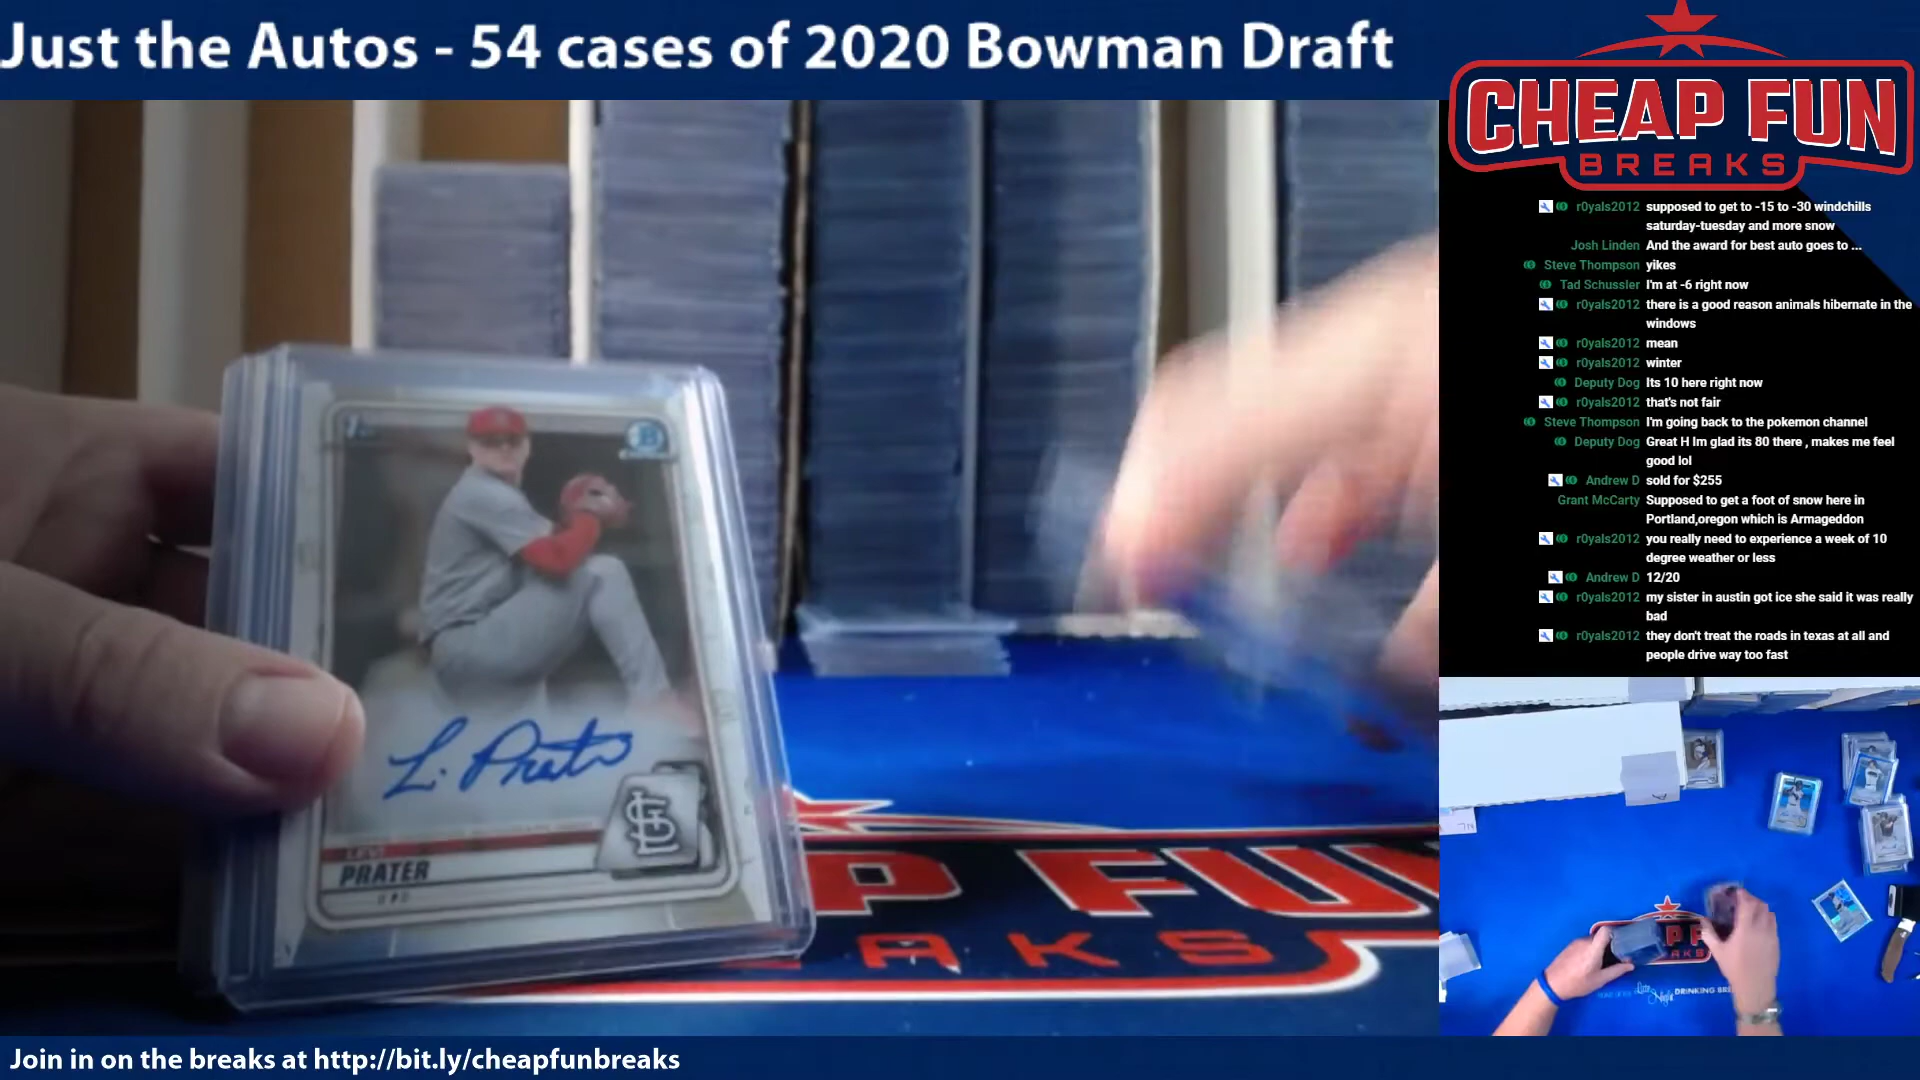 Just the Autos - 54 cases of 2020 Bowman Draft
CHEAP FUN
BREAKS
r0yals2012 supposed to get to -15 to -30 windchills
saturday-tuesday and more snow
Josh Linden And the award for best auto goes to ...
Steve Thompson yikes
Tad Schussler I'm at -6 right now
r0yals2012 there is a good reason animals hibernate in the
windows
r0yals2012 mean
r0yals2012 winter
Deputy Dog Its 10 here right now
r0yals2012 that's not fair
Steve Thompson I'm going back to the pokemon channel
Deputy Dog Great H Im glad its 80 there , makes me feel
good lol
Andrew D sold for $255
Grant McCarty Supposed to get a foot of snow here in
Portland,oregon which is Armageddon
r0yals2012 you really need to experience a week of 10
degree weather or less
Andrew D 12/20
r0yals2012 my sister in austin got ice she said it was really
bad
r0yals2012 they don't treat the roads in texas at all and
people drive way too fast
L. Prato
LEVI
PRATER
P FU
AKS
P F
AKS
DRINKING BRE
Join in on the breaks at http://bit.ly/cheapfunbreaks